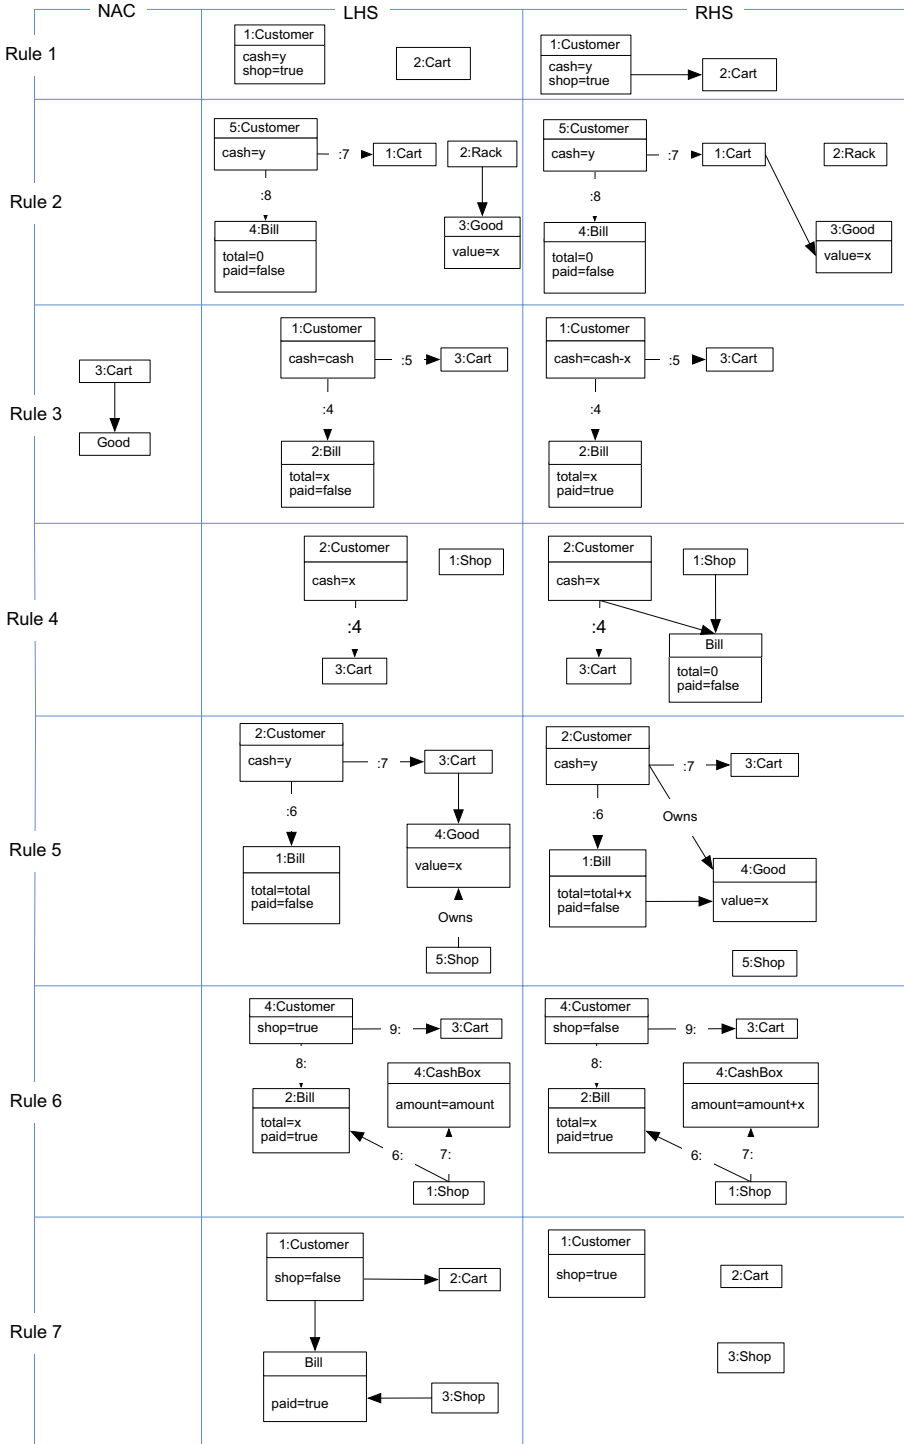 NAC
LHS
RHS
Rule 1
1:Customer
cash=y
shop=true
2:Cart
1:Customer
cash=y
shop=true
2:Cart
Rule 2
5:Customer
cash=y
:7
1:Cart
2:Rack
:8
4:Bill
total=0
paid=false
3:Good
value=x
5:Customer
cash=y
:7
1:Cart
2:Rack
:8
4:Bill
total=0
paid=false
3:Good
value=x
Rule 3
3:Cart
Good
1:Customer
cash=cash
:5
3:Cart
:4
2:Bill
total=x
paid=false
1:Customer
cash=cash-x
:5
3:Cart
:4
2:Bill
total=x
paid=true
Rule 4
2:Customer
cash=x
1:Shop
:4
3:Cart
2:Customer
cash=x
1:Shop
:4
3:Cart
Bill
total=0
paid=false
Rule 5
2:Customer
cash=y
:7
3:Cart
:6
1:Bill
total=total
paid=false
4:Good
value=x
Owns
5:Shop
2:Customer
cash=y
:7
3:Cart
:6
Owns
1:Bill
total=total+x
paid=false
4:Good
value=x
5:Shop
Rule 6
4:Customer
shop=true
9:
3:Cart
8:
2:Bill
total=x
paid=true
4:CashBox
amount=amount
6:
7:
1:Shop
4:Customer
shop=false
9:
3:Cart
8:
2:Bill
total=x
paid=true
4:CashBox
amount=amount+x
6:
7:
1:Shop
Rule 7
1:Customer
shop=false
2:Cart
Bill
paid=true
3:Shop
1:Customer
shop=true
2:Cart
3:Shop